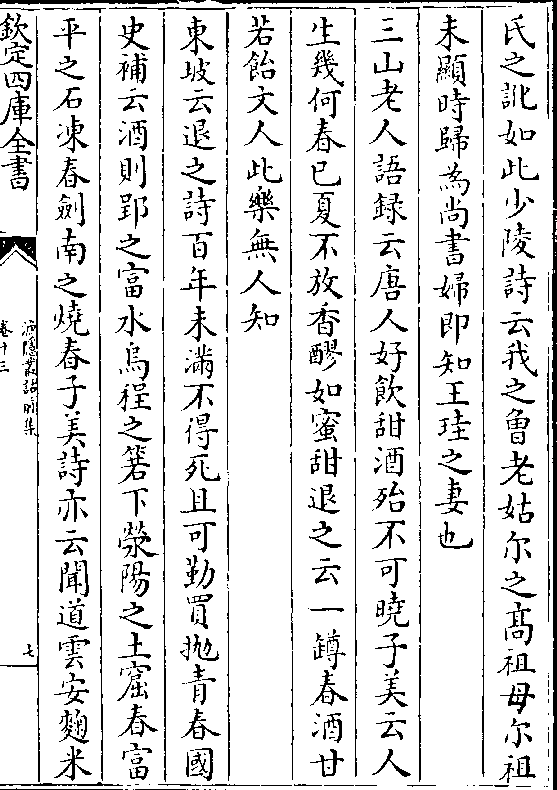 氏之訛如此少陵詩云我之曾老姑尔之髙祖母尔祖
未顯時歸為尚書婦即知王珪之妻也
三山老人語録云唐人好飲甜酒殆不可曉子美云人
生幾何春已夏不放香醪如蜜甜退之云一罇春酒甘
若飴丈人此樂無人知
東坡云退之詩百年未滿不得死且可勤買抛青春國
史補云酒則郢之富水烏程之箬下滎陽之土窟春富
平之石凍春劍南之燒春子美詩亦云聞道雲安麴米
欽定四庫全書
漁隱叢話前集
卷十三
七